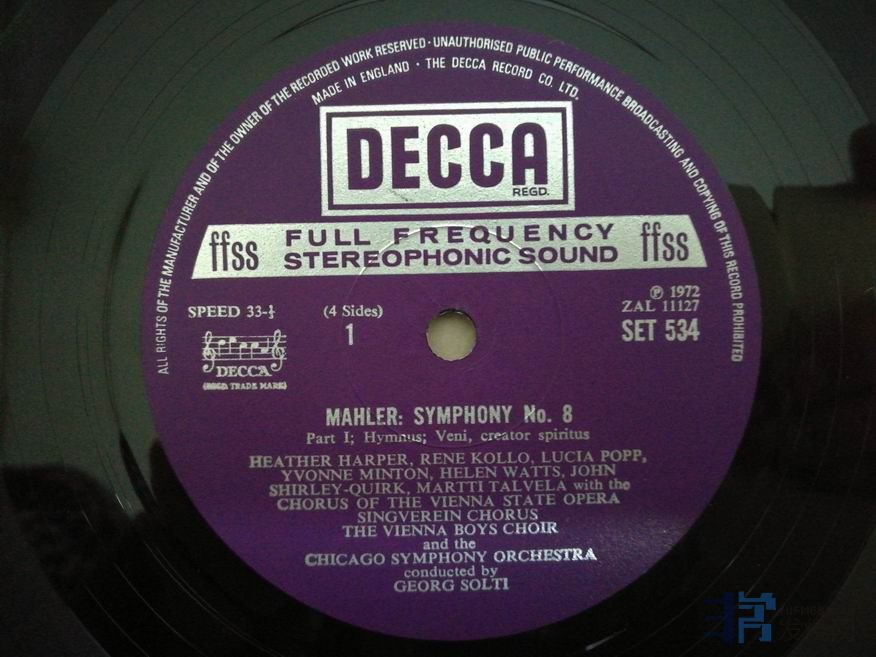 ALL RIGHTS OF THE MANUFACTURER AND OF THE OWNER OF THE RECORDED WORK RESERVED · UNAUTHORISED PUBLIC PERFORMANCE BROADCASTING AND COPYING OF THIS RECORD PROHIBITED
MADE IN ENGLAND · THE DECCA RECORD CO. LTD.
DECCA
REGD.
ffss FULL FREQUENCY STEREOPHONIC SOUND ffss
SPEED 33-⅓
(4 Sides)
1
℗ 1972
ZAL 11127
SET 534
DECCA
(REGD. TRADE MARK)
MAHLER: SYMPHONY No. 8
Part I; Hymnus; Veni, creator spiritus
HEATHER HARPER, RENE KOLLO, LUCIA POPP,
YVONNE MINTON, HELEN WATTS, JOHN
SHIRLEY-QUIRK, MARTTI TALVELA with the
CHORUS OF THE VIENNA STATE OPERA
SINGVEREIN CHORUS
THE VIENNA BOYS CHOIR
and the
CHICAGO SYMPHONY ORCHESTRA
conducted by
GEORG SOLTI